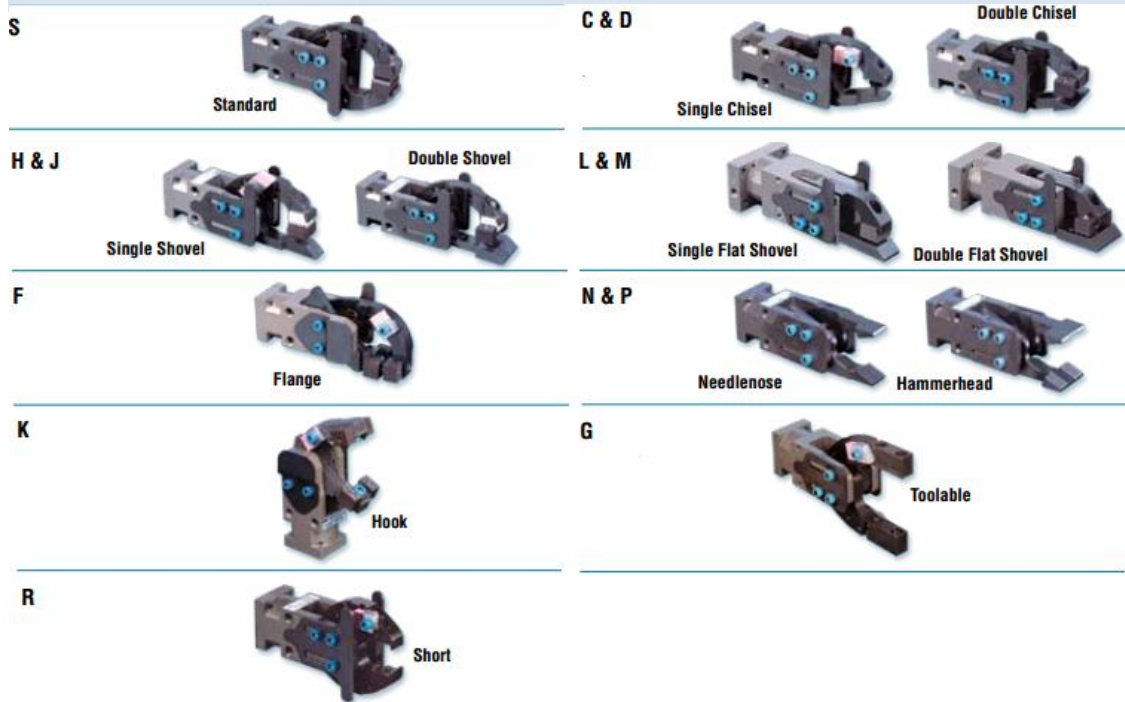 S
Standard
C & D
Single Chisel
Double Chisel
H & J
Single Shovel
Double Shovel
L & M
Single Flat Shovel
Double Flat Shovel
F
Flange
N & P
Needlenose
Hammerhead
K
Hook
G
Toolable
R
Short